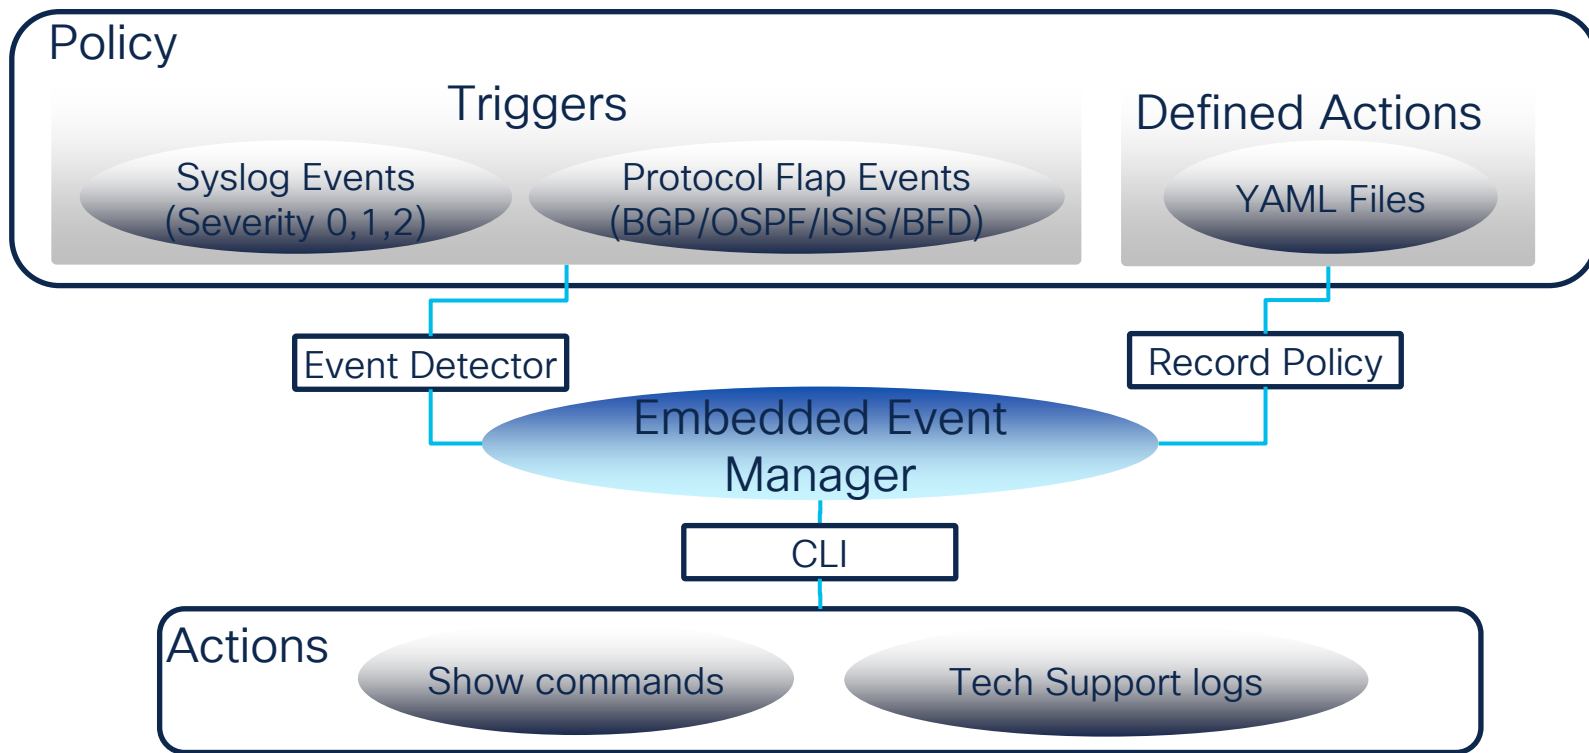 Policy
Triggers
Syslog Events
(Severity 0,1,2)
Protocol Flap Events
(BGP/OSPF/ISIS/BFD)
Defined Actions
YAML Files
Event Detector
Record Policy
Embedded Event
Manager
CLI
Actions
Show commands
Tech Support logs